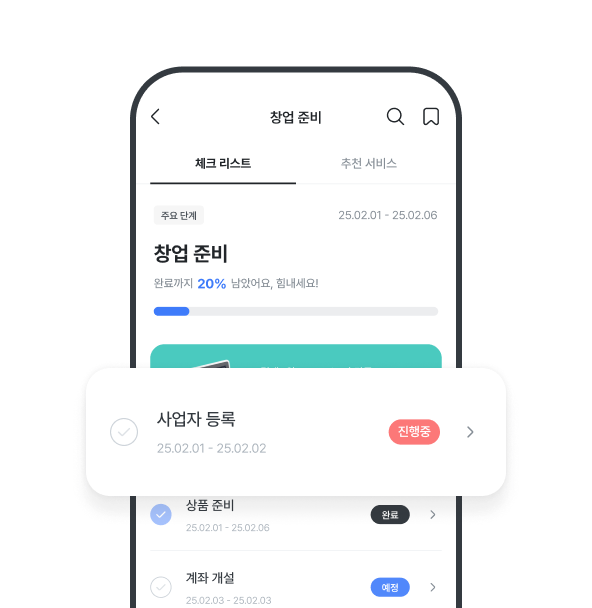 창업 준비
체크 리스트
추천 서비스
주요 단계
25.02.01 - 25.02.06
창업 준비
완료까지 20% 남았어요, 힘내세요!
사업자 등록
25.02.01 - 25.02.02
진행중
상품 준비
25.02.01 - 25.02.06
완료
계좌 개설
25.02.03 - 25.02.03
예정